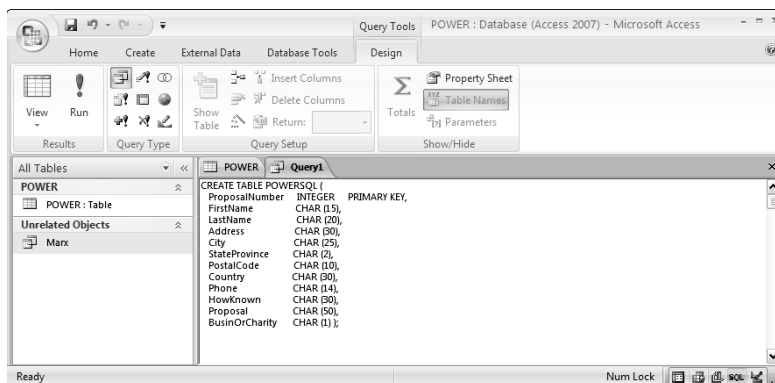 Query Tools
POWER : Database (Access 2007) - Microsoft Access
Home Create External Data Database Tools Design
View
Run
Results
Query Type
Show Table
Insert Columns
Delete Columns
Return:
Query Setup
Totals
Property Sheet
Table Names
Parameters
Show/Hide
All Tables
POWER
POWER : Table
Unrelated Objects
Marx
POWER Query1
CREATE TABLE POWERSQL (
ProposalNumber INTEGER PRIMARY KEY,
FirstName CHAR (15),
LastName CHAR (20),
Address CHAR (30),
City CHAR (25),
StateProvince CHAR (2),
PostalCode CHAR (10),
Country CHAR (30),
Phone CHAR (14),
HowKnown CHAR (30),
Proposal CHAR (50),
BusinOrCharity CHAR (1) );
Ready
Num Lock
SQL